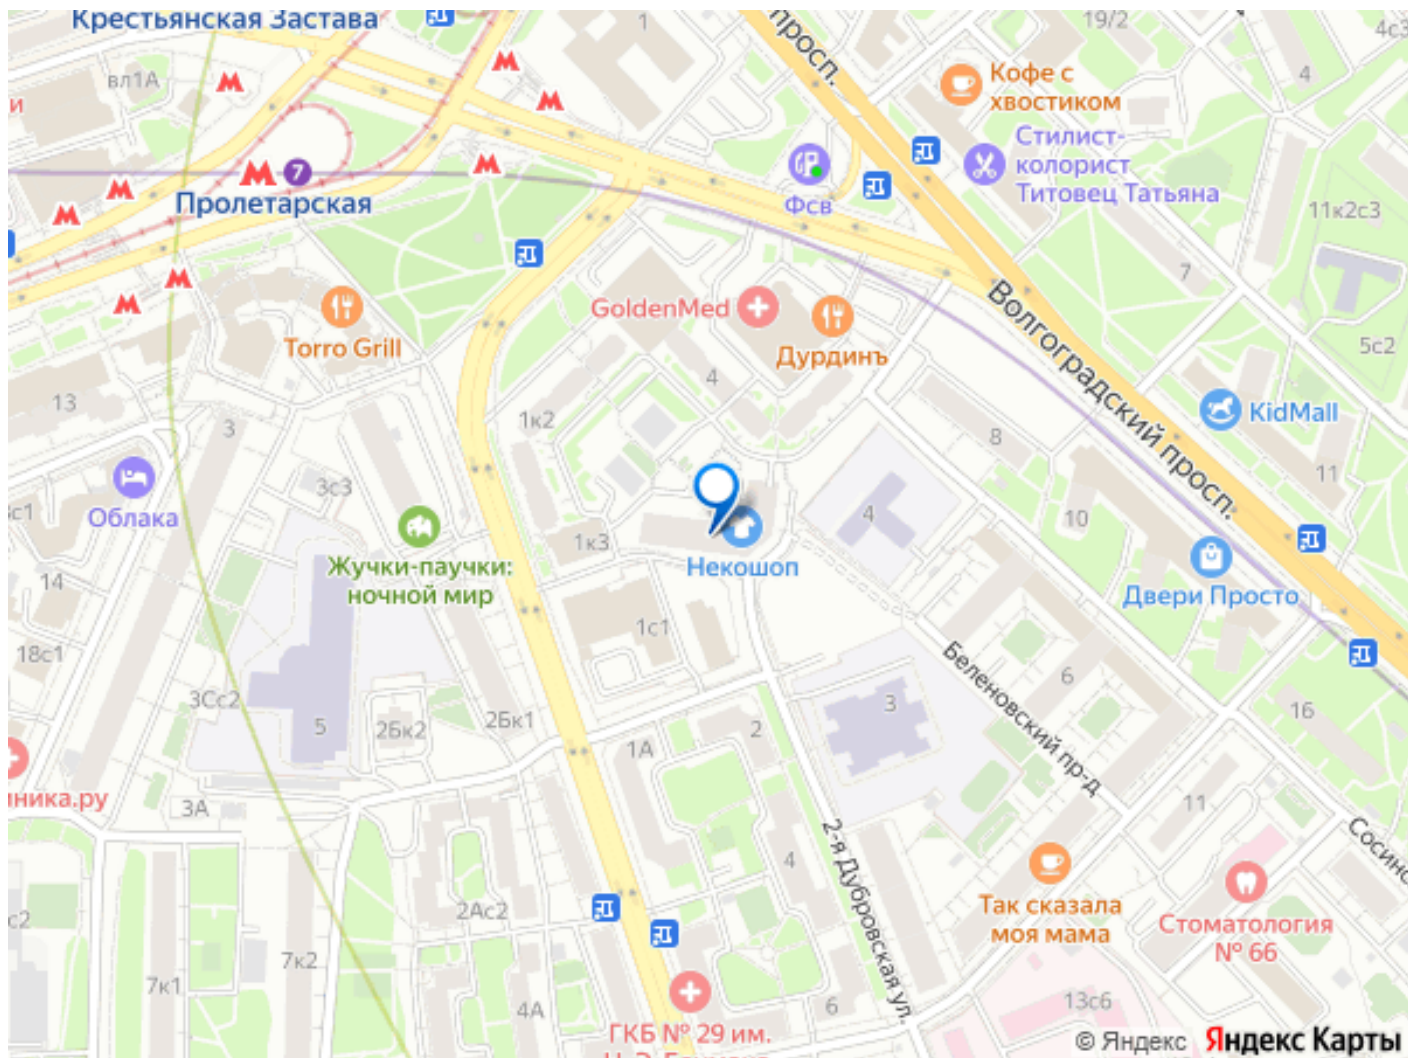 Крестьянская Застава
1
просп.
19/2
4с3
вл1А
и
Кофе с
хвостиком
4
Стилист-
колорист
Титовец Татьяна
7
Пролетарская
Фсв
11к2с3
7
Волгоградский просп.
GoldenMed
Дурдинъ
Torro Grill
5с2
4
13
3
1к2
8
KidMall
11
3с3
Облака
14
Жучки-паучки:
ночной мир
1к3
Некошоп
4
10
Двери Просто
18с1
1с1
Беленовский пр-д
6
3Сс2
5
2Бк2
2Бк1
1А
2
3
16
ника.ру
3А
11
2-я Дубровская ул.
4
Так сказала
моя мама
Стоматология
№ 66
с2
2Ас2
7к2
7к1
4А
6
13с6
ГКБ № 29 им.
© Яндекс Яндекс Карты